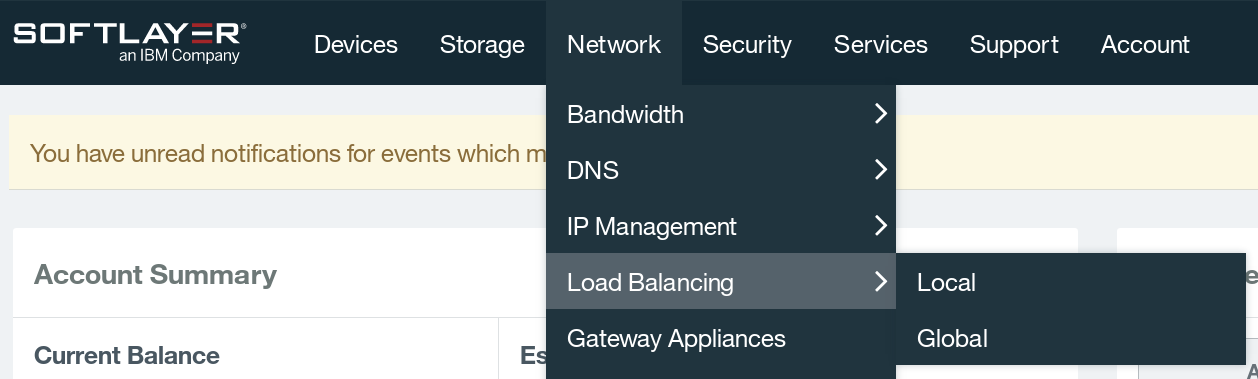 SOFTLAYER®
an IBM Company
Devices Storage Network Security Services Support Account
Bandwidth
You have unread notifications for events which
DNS
IP Management
Account Summary
Load Balancing Local
Gateway Appliances Global
Current Balance